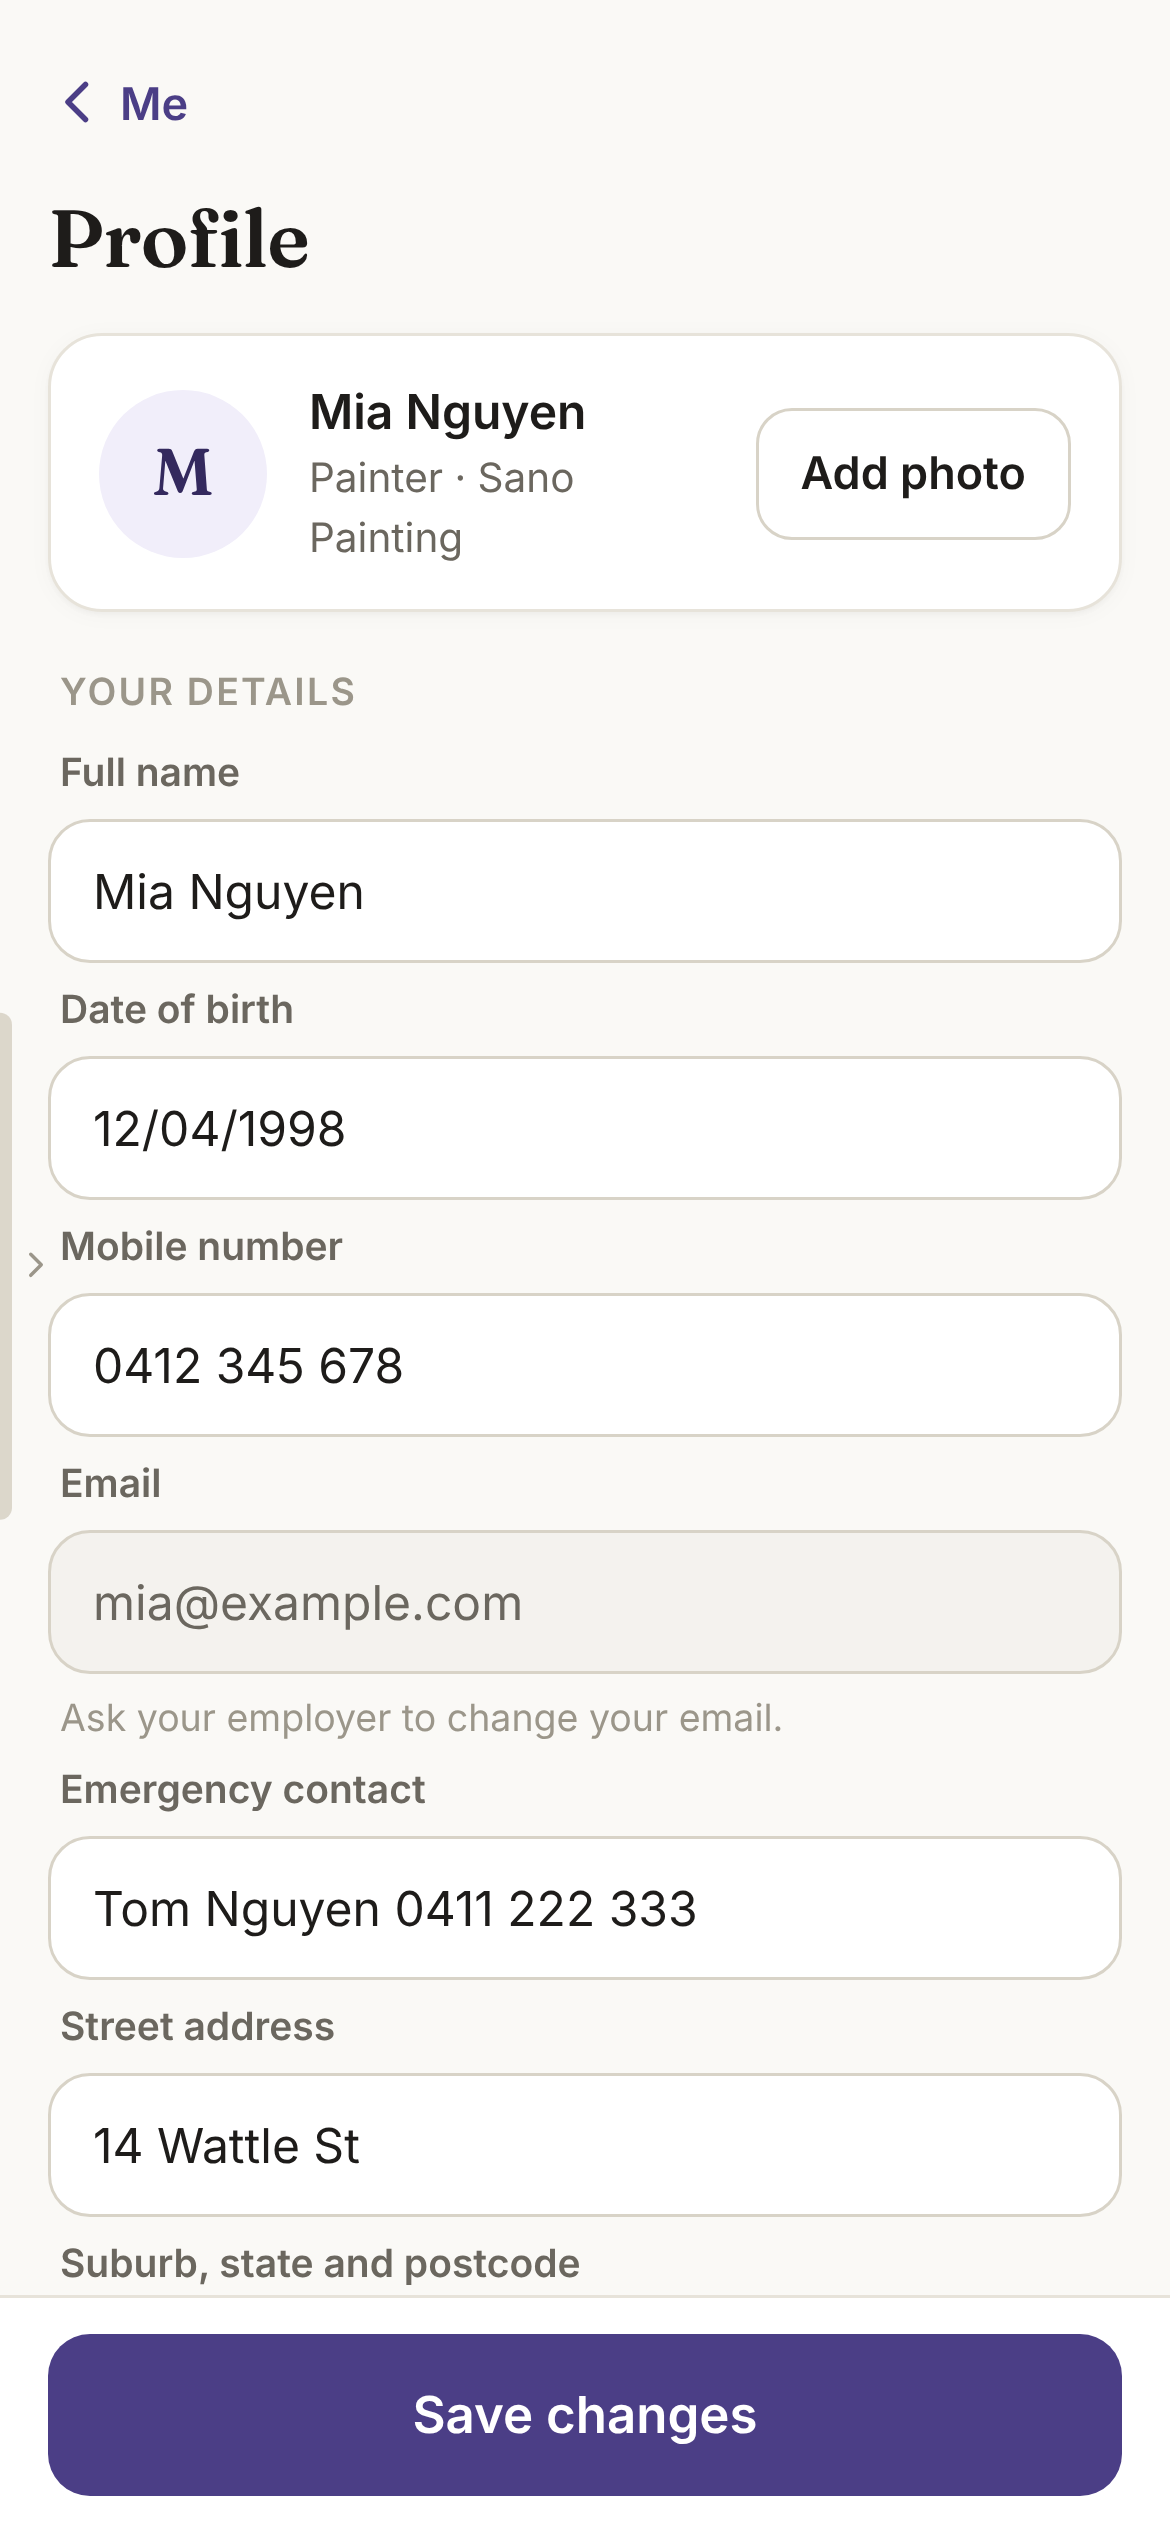 Me
Profile
M
Mia Nguyen
Painter · Sano
Painting
Add photo
YOUR DETAILS
Full name
Mia Nguyen
Date of birth
12/04/1998
Mobile number
0412 345 678
Email
mia@example.com
Ask your employer to change your email.
Emergency contact
Tom Nguyen 0411 222 333
Street address
14 Wattle St
Suburb, state and postcode
Save changes